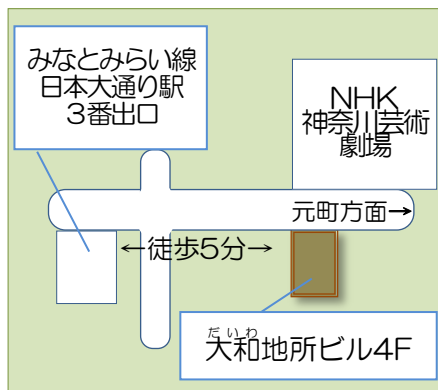 みなとみらい線
日本大通り駅
3番出口
NHK
神奈川芸術
劇場
元町方面→
←徒歩5分→
だいわ
大和地所ビル4F